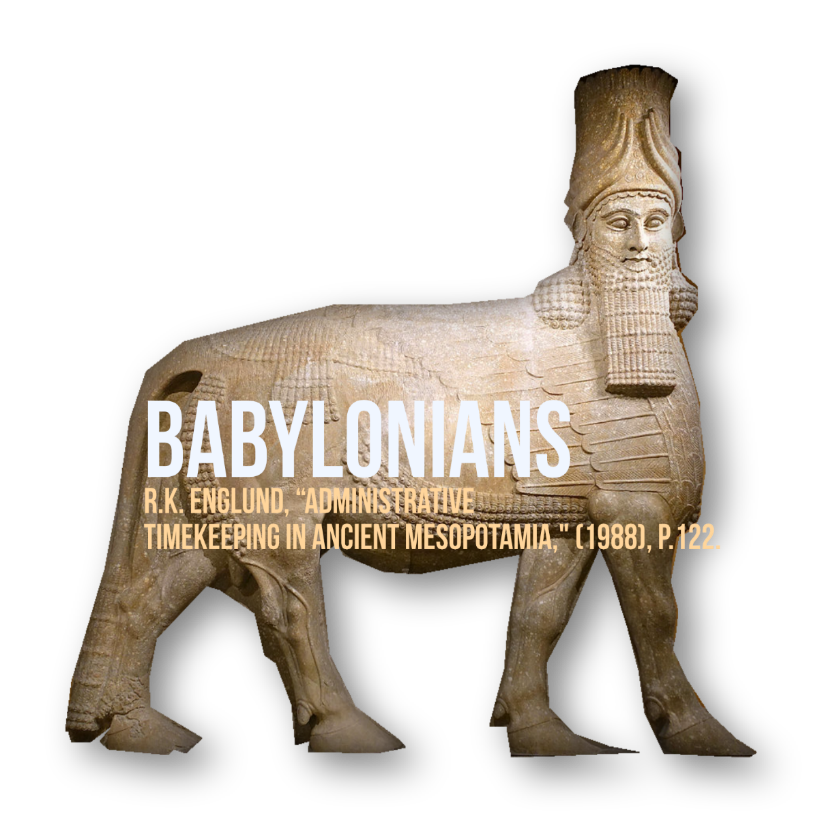 BABYLONIANS
R.K. ENGLUND, “ADMINISTRATIVE
TIMEKEEPING IN ANCIENT MESOPOTAMIA," (1988), P.122.